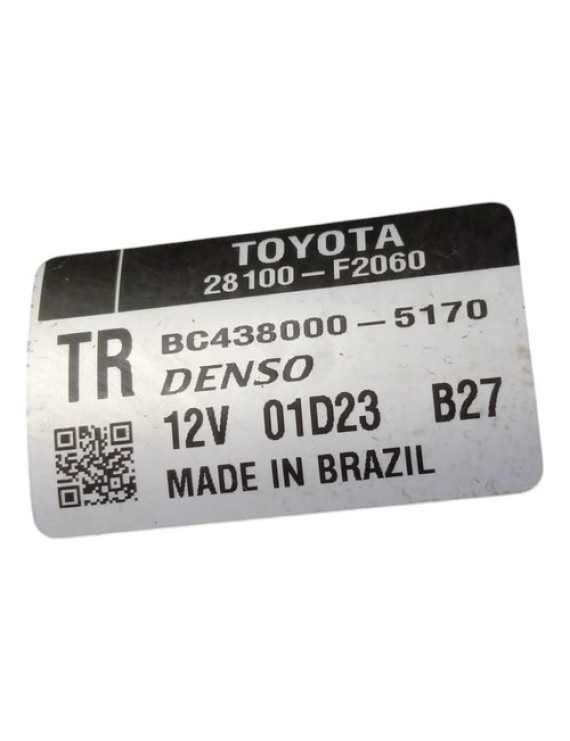 TOYOTA
28100-F2060
TR
BC438000-5170
DENSO
12V 01D23 B27
MADE IN BRAZIL